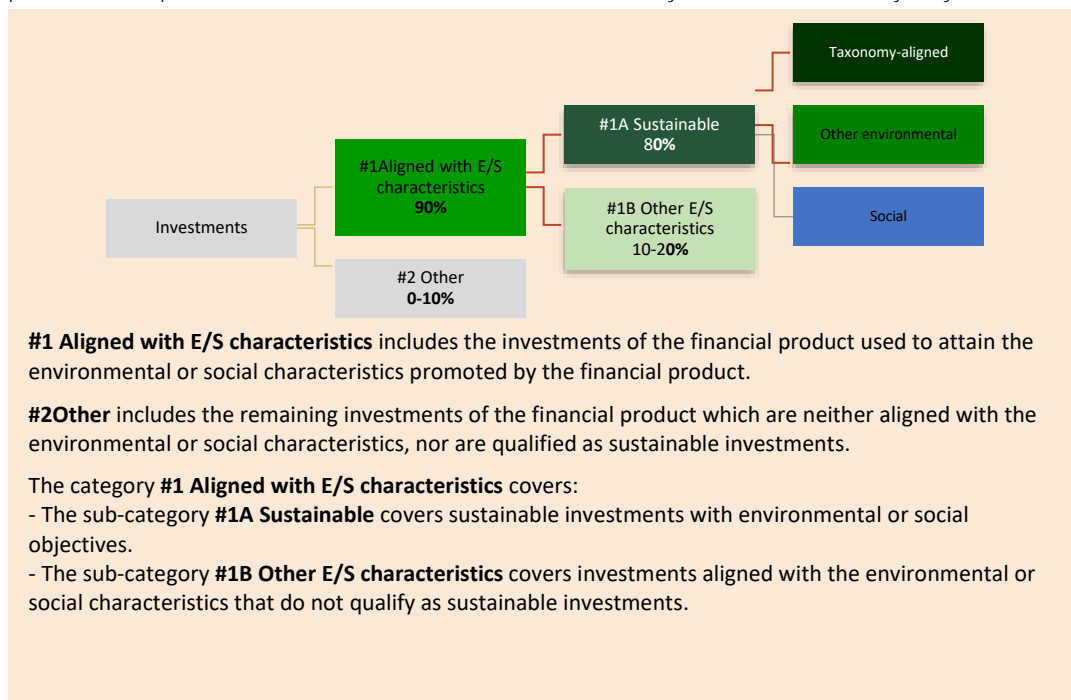 Taxonomy-aligned
#1A Sustainable
80%
Other environmental
#1Aligned with E/S
characteristics
90%
#1B Other E/S
characteristics
10-20%
Social
Investments
#2 Other
0-10%
#1 Aligned with E/S characteristics includes the investments of the financial product used to attain the
environmental or social characteristics promoted by the financial product.
#2Other includes the remaining investments of the financial product which are neither aligned with the
environmental or social characteristics, nor are qualified as sustainable investments.
The category #1 Aligned with E/S characteristics covers:
- The sub-category #1A Sustainable covers sustainable investments with environmental or social
objectives.
- The sub-category #1B Other E/S characteristics covers investments aligned with the environmental or
social characteristics that do not qualify as sustainable investments.